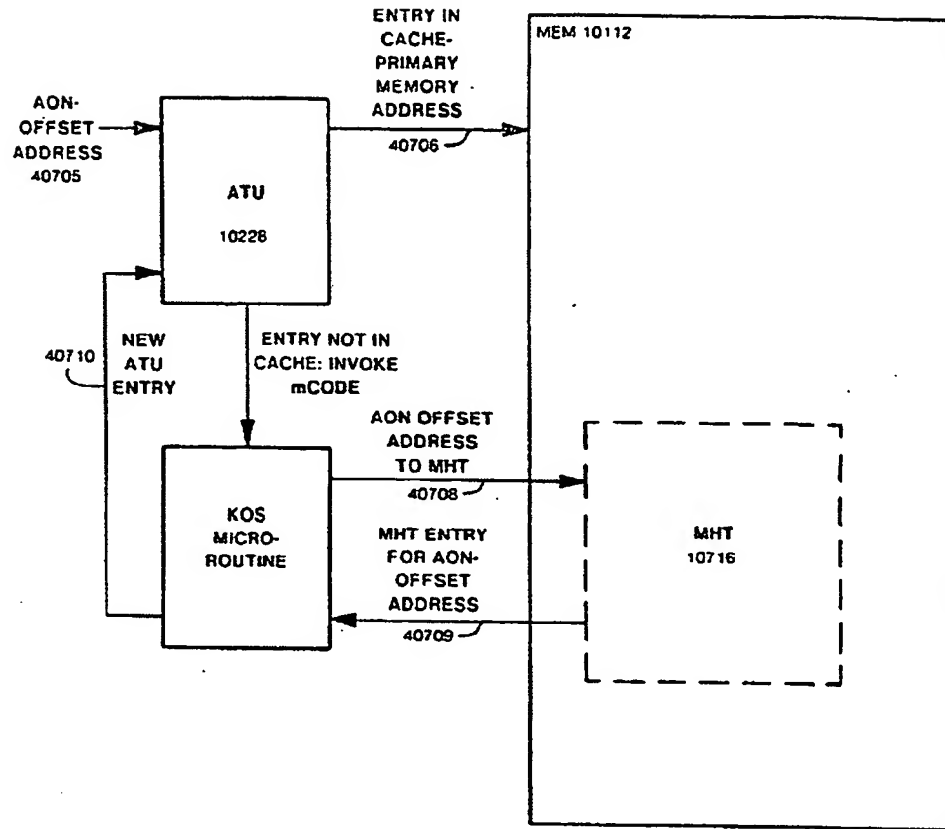 ENTRY IN
CACHE-
PRIMARY
MEMORY
ADDRESS
40706
MEM 10112
AON-
OFFSET
ADDRESS
40705
ATU
10228
40710
NEW
ATU
ENTRY
ENTRY NOT IN
CACHE: INVOKE
mCODE
AON OFFSET
ADDRESS
TO MHT
40708
KOS
MICRO-
ROUTINE
MHT ENTRY
FOR AON-
OFFSET
ADDRESS
40709
MHT
10716